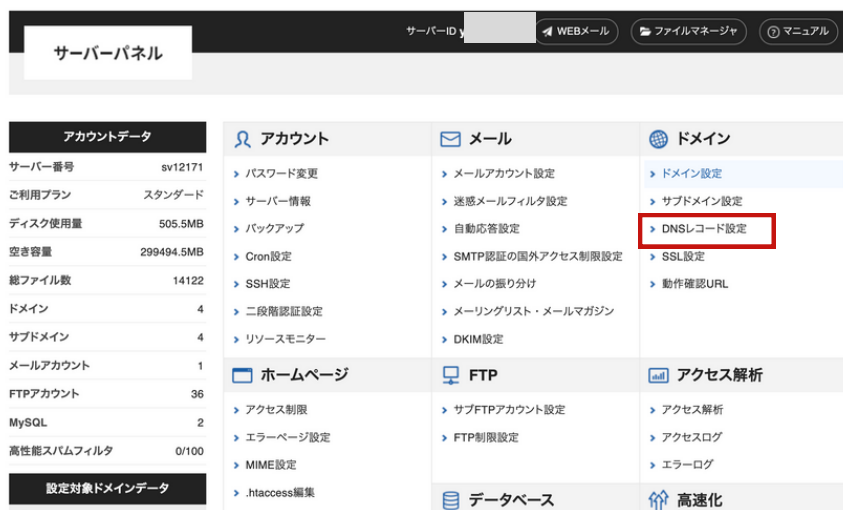 サーバーID y
WEBメール
ファイルマネージャ
マニュアル
サーバーパネル
アカウントデータ
サーバー番号 sv12171
ご利用プラン スタンダード
ディスク使用量 505.5MB
空き容量 299494.5MB
総ファイル数 14122
ドメイン 4
サブドメイン 4
メールアカウント 1
FTPアカウント 36
MySQL 2
高性能スパムフィルタ 0/100
設定対象ドメインデータ
アカウント
パスワード変更
サーバー情報
バックアップ
Cron設定
SSH設定
二段階認証設定
リソースモニター
メール
メールアカウント設定
迷惑メールフィルタ設定
自動応答設定
SMTP認証の国外アクセス制限設定
メールの振り分け
メーリングリスト・メールマガジン
DKIM設定
ドメイン
ドメイン設定
サブドメイン設定
DNSレコード設定
SSL設定
動作確認URL
ホームページ
アクセス制限
エラーページ設定
MIME設定
.htaccess編集
FTP
サブFTPアカウント設定
FTP制限設定
データベース
アクセス解析
アクセス解析
アクセスログ
エラーログ
高速化